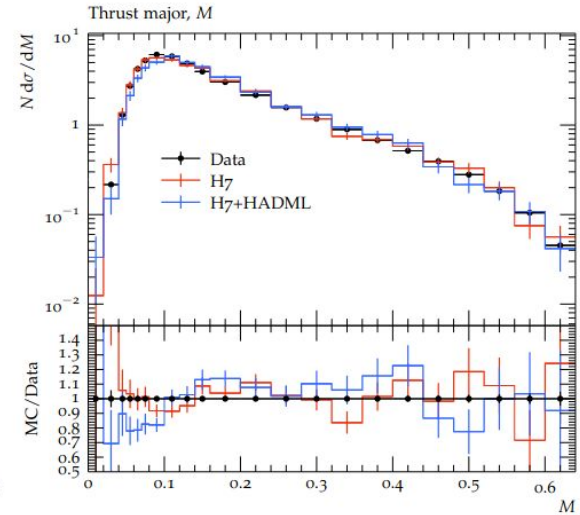 Thrust major, M
N dσ/dM
10¹
1
10⁻¹
10⁻²
Data
H7
H7+HADML
MC/Data
1.4
1.3
1.2
1.1
1
0.9
0.8
0.7
0.6
0.5
0 0.1 0.2 0.3 0.4 0.5 0.6
M